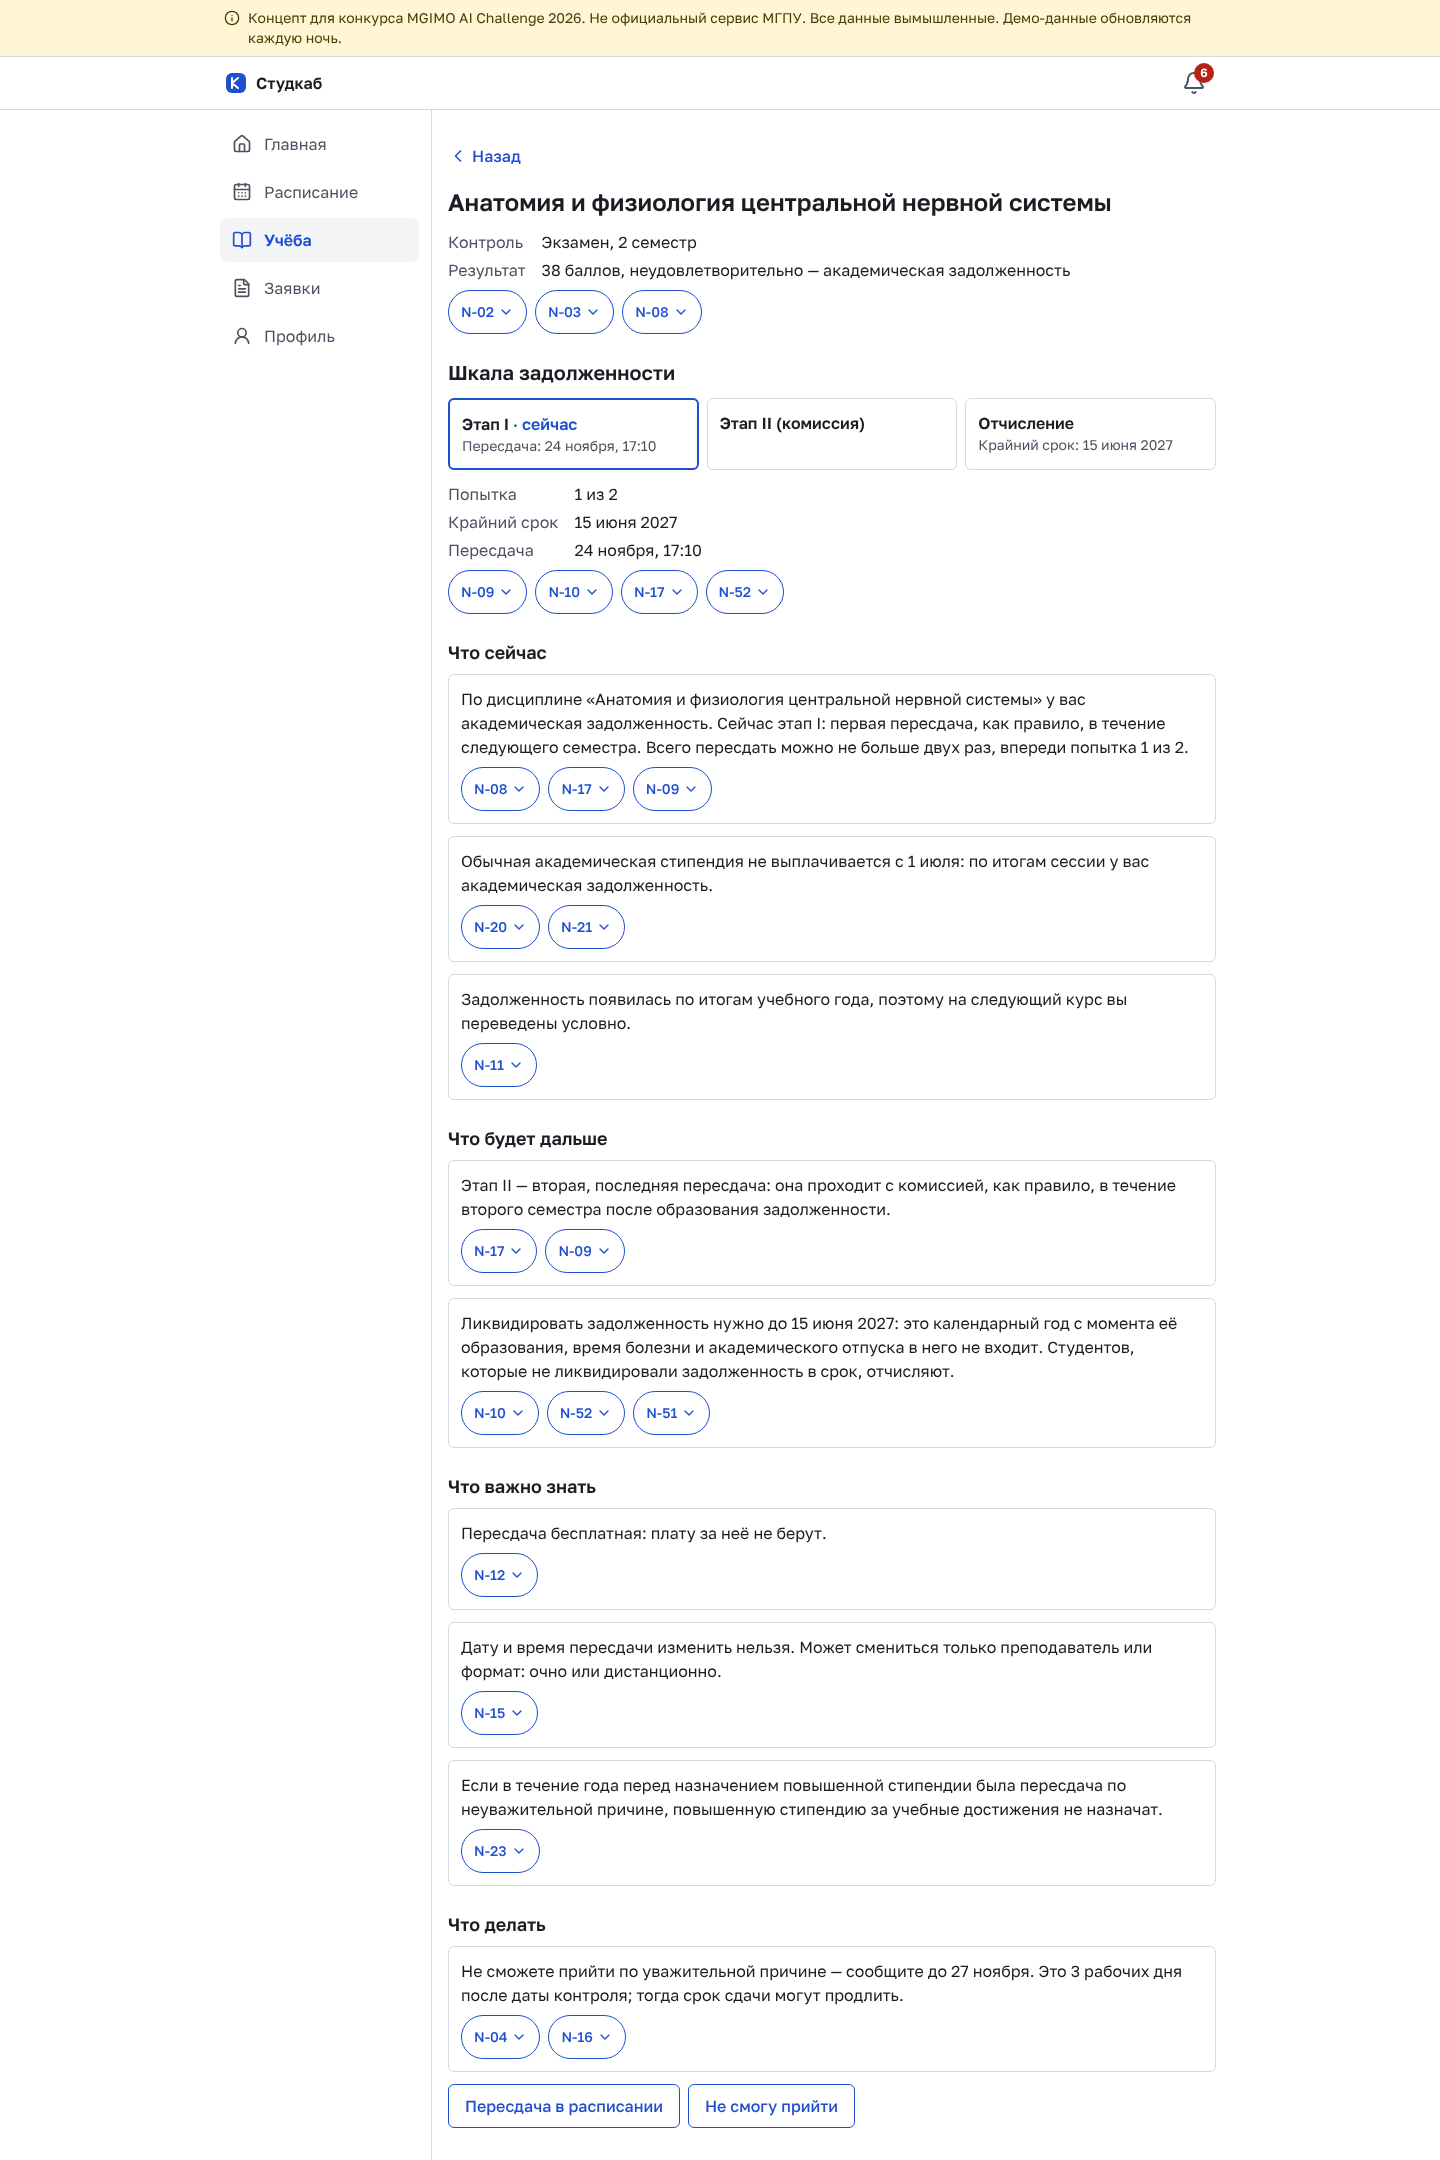 Концепт для конкурса MGIMO AI Challenge 2026. Не официальный сервис МГПУ. Все данные вымышленные. Демо-данные обновляются
каждую ночь.
Студкаб
6
Главная
Расписание
Учёба
Заявки
Профиль
Назад
Анатомия и физиология центральной нервной системы
Контроль Экзамен, 2 семестр
Результат 38 баллов, неудовлетворительно — академическая задолженность
N-02 N-03 N-08
Шкала задолженности
Этап I · сейчас
Пересдача: 24 ноября, 17:10
Этап II (комиссия)
Отчисление
Крайний срок: 15 июня 2027
Попытка 1 из 2
Крайний срок 15 июня 2027
Пересдача 24 ноября, 17:10
N-09 N-10 N-17 N-52
Что сейчас
По дисциплине «Анатомия и физиология центральной нервной системы» у вас
академическая задолженность. Сейчас этап I: первая пересдача, как правило, в течение
следующего семестра. Всего пересдать можно не больше двух раз, впереди попытка 1 из 2.
N-08 N-17 N-09
Обычная академическая стипендия не выплачивается с 1 июля: по итогам сессии у вас
академическая задолженность.
N-20 N-21
Задолженность появилась по итогам учебного года, поэтому на следующий курс вы
переведены условно.
N-11
Что будет дальше
Этап II — вторая, последняя пересдача: она проходит с комиссией, как правило, в течение
второго семестра после образования задолженности.
N-17 N-09
Ликвидировать задолженность нужно до 15 июня 2027: это календарный год с момента её
образования, время болезни и академического отпуска в него не входит. Студентов,
которые не ликвидировали задолженность в срок, отчисляют.
N-10 N-52 N-51
Что важно знать
Пересдача бесплатная: плату за неё не берут.
N-12
Дату и время пересдачи изменить нельзя. Может смениться только преподаватель или
формат: очно или дистанционно.
N-15
Если в течение года перед назначением повышенной стипендии была пересдача по
неуважительной причине, повышенную стипендию за учебные достижения не назначат.
N-23
Что делать
Не сможете прийти по уважительной причине — сообщите до 27 ноября. Это 3 рабочих дня
после даты контроля; тогда срок сдачи могут продлить.
N-04 N-16
Пересдача в расписании Не смогу прийти